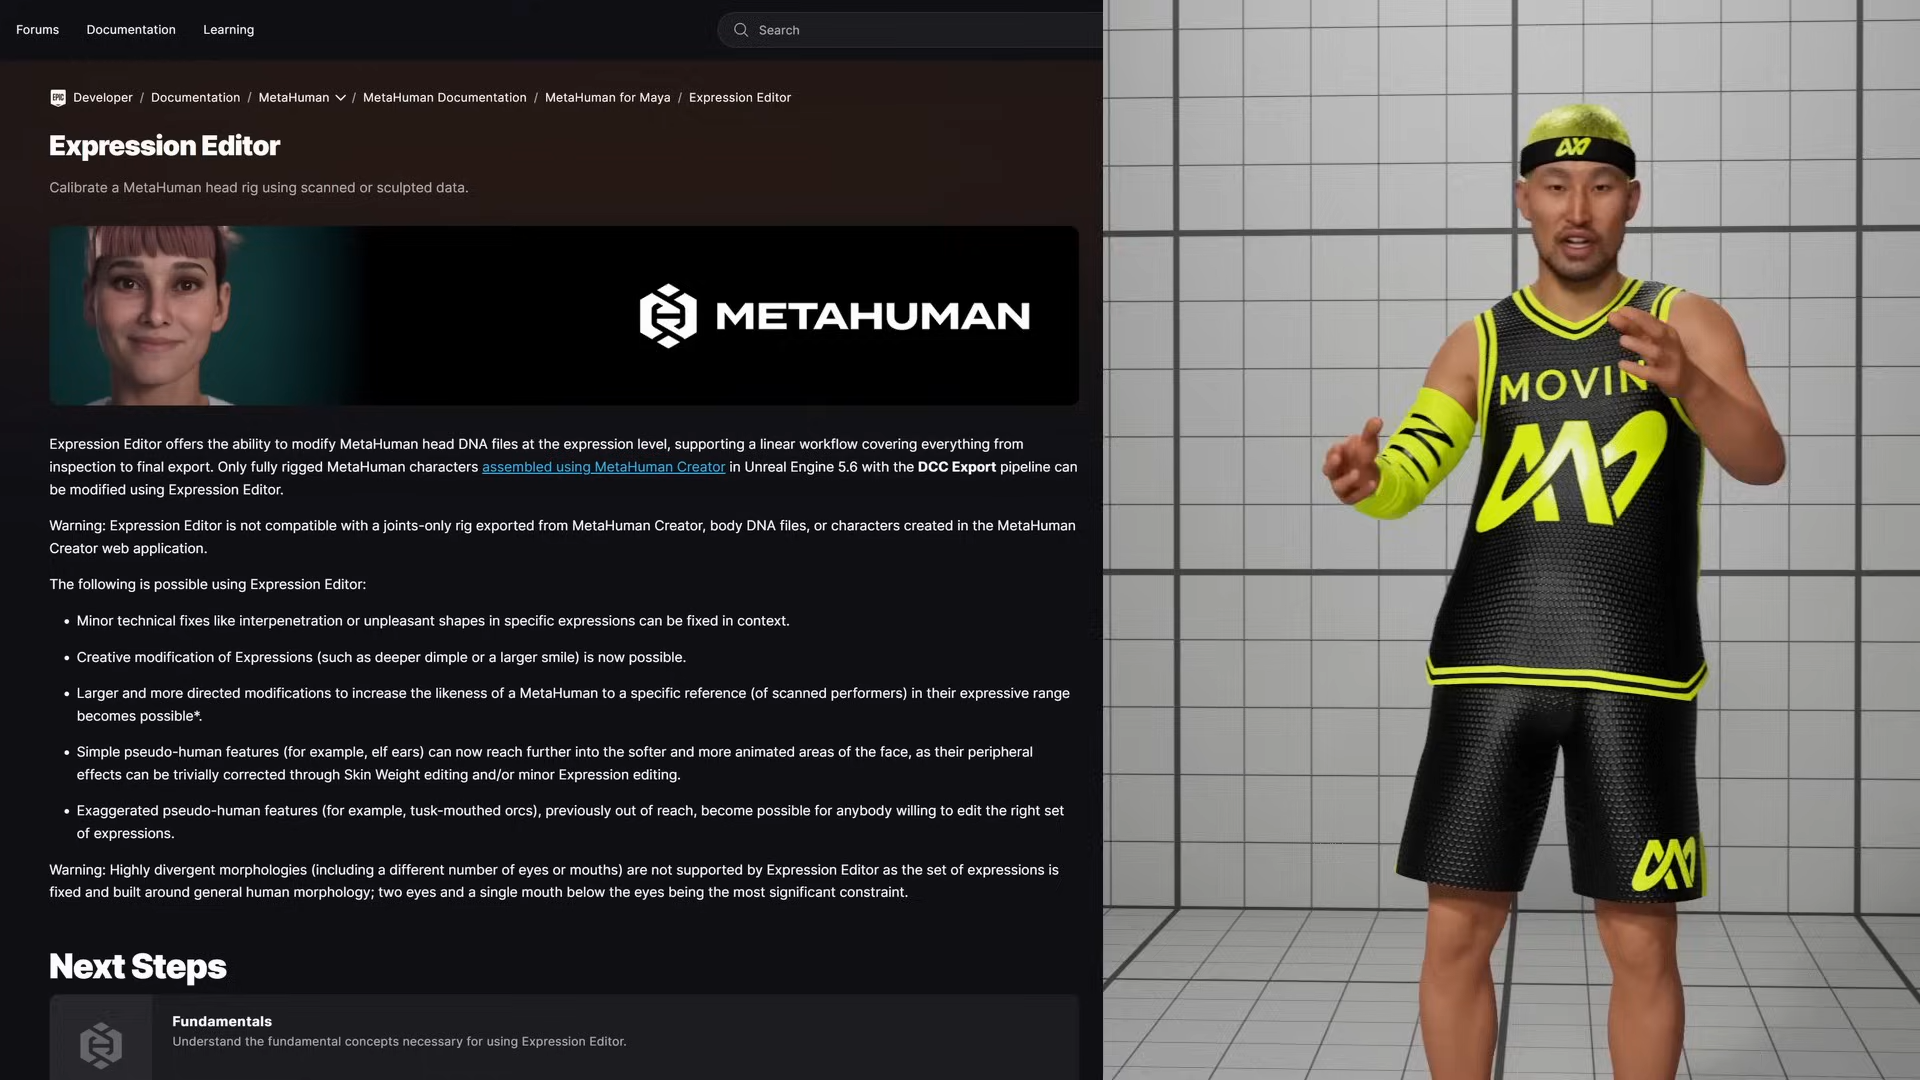 Forums Documentation Learning
Search
EPIC Developer / Documentation / MetaHuman / MetaHuman Documentation / MetaHuman for Maya / Expression Editor
Expression Editor
Calibrate a MetaHuman head rig using scanned or sculpted data.
METAHUMAN
Expression Editor offers the ability to modify MetaHuman head DNA files at the expression level, supporting a linear workflow covering everything from
inspection to final export. Only fully rigged MetaHuman characters assembled using MetaHuman Creator in Unreal Engine 5.6 with the DCC Export pipeline can
be modified using Expression Editor.
Warning: Expression Editor is not compatible with a joints-only rig exported from MetaHuman Creator, body DNA files, or characters created in the MetaHuman
Creator web application.
The following is possible using Expression Editor:
• Minor technical fixes like interpenetration or unpleasant shapes in specific expressions can be fixed in context.
• Creative modification of Expressions (such as deeper dimple or a larger smile) is now possible.
• Larger and more directed modifications to increase the likeness of a MetaHuman to a specific reference (of scanned performers) in their expressive range
becomes possible*.
• Simple pseudo-human features (for example, elf ears) can now reach further into the softer and more animated areas of the face, as their peripheral
effects can be trivially corrected through Skin Weight editing and/or minor Expression editing.
• Exaggerated pseudo-human features (for example, tusk-mouthed orcs), previously out of reach, become possible for anybody willing to edit the right set
of expressions.
Warning: Highly divergent morphologies (including a different number of eyes or mouths) are not supported by Expression Editor as the set of expressions is
fixed and built around general human morphology; two eyes and a single mouth below the eyes being the most significant constraint.
Next Steps
Fundamentals
Understand the fundamental concepts necessary for using Expression Editor.
MOVIN